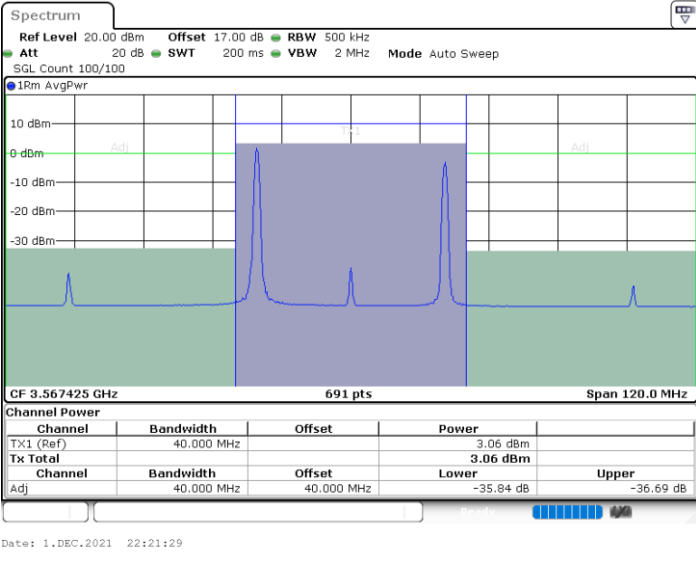 Spectrum
Ref Level 20.00 dBm Offset 17.00 dB RBW 500 kHz
Att 20 dB SWT 200 ms VBW 2 MHz Mode Auto Sweep
SGL Count 100/100
1Rm AvgPwr
10 dBm
TX1
Adj
Adj
0 dBm
-10 dBm
-20 dBm
-30 dBm
CF 3.567425 GHz 691 pts Span 120.0 MHz
Channel Power
Channel Bandwidth Offset Power
TX1 (Ref) 40.000 MHz 3.06 dBm
Tx Total 3.06 dBm
Channel Bandwidth Offset Lower Upper
Adj 40.000 MHz 40.000 MHz -35.84 dB -36.69 dB
Ready
Date: 1.DEC.2021 22:21:29